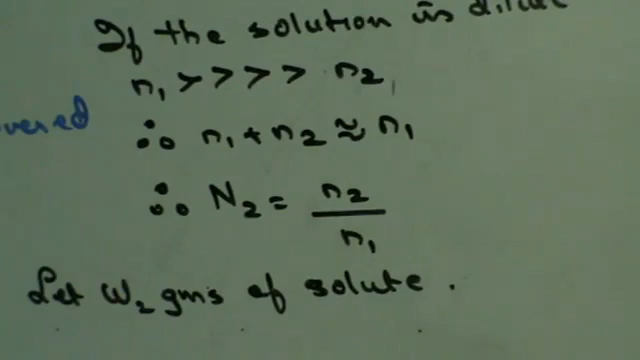 If the solution is dilute
n₁ >>>> n₂
∴ n₁ + n₂ ≈ n₁
∴ N₂ = n₂ / n₁
Let W₂ gms of solute .